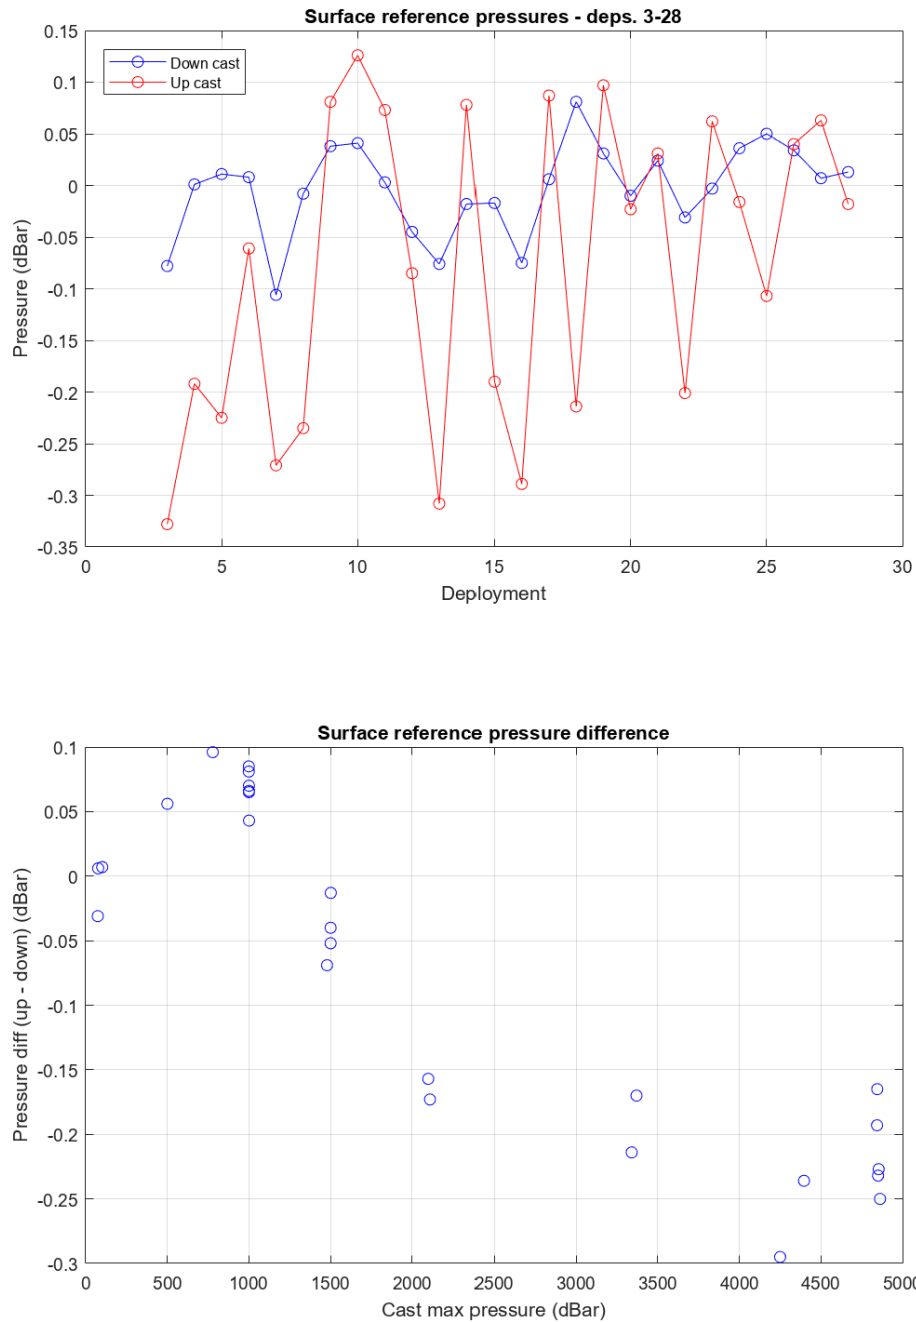 Surface reference pressures - deps. 3-28
Down cast
Up cast
0.15
0.1
0.05
0
-0.05
-0.1
-0.15
-0.2
-0.25
-0.3
-0.35
Pressure (dBar)
0 5 10 15 20 25 30
Deployment
Surface reference pressure difference
0.1
0.05
0
-0.05
-0.1
-0.15
-0.2
-0.25
-0.3
Pressure diff (up - down) (dBar)
0 500 1000 1500 2000 2500 3000 3500 4000 4500 5000
Cast max pressure (dBar)